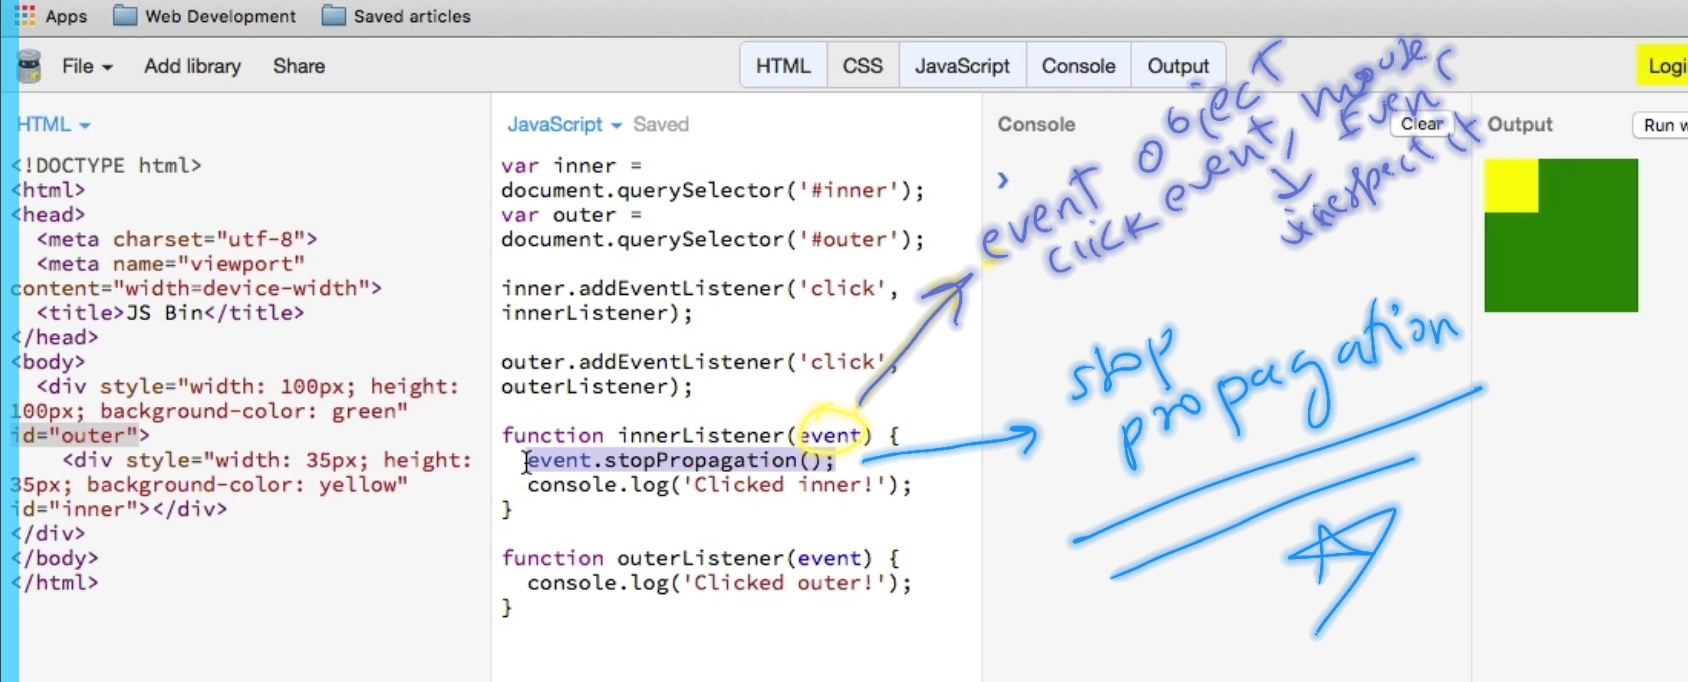 Apps Web Development Saved articles
File Add library Share HTML CSS JavaScript Console Output
HTML
<!DOCTYPE html>
<html>
<head>
<meta charset="utf-8">
<meta name="viewport"
content="width=device-width">
<title>JS Bin</title>
</head>
<body>
<div style="width: 100px; height:
100px; background-color: green"
id="outer">
<div style="width: 35px; height:
35px; background-color: yellow"
id="inner"></div>
</div>
</body>
</html>
JavaScript Saved
var inner =
document.querySelector('#inner');
var outer =
document.querySelector('#outer');
inner.addEventListener('click',
innerListener);
outer.addEventListener('click',
outerListener);
function innerListener(event) {
event.stopPropagation();
console.log('Clicked inner!');
}
function outerListener(event) {
console.log('Clicked outer!');
}
Console Clear
>
event object
click event, mouse
Event
inespect it
stop
propagation
Output Run w